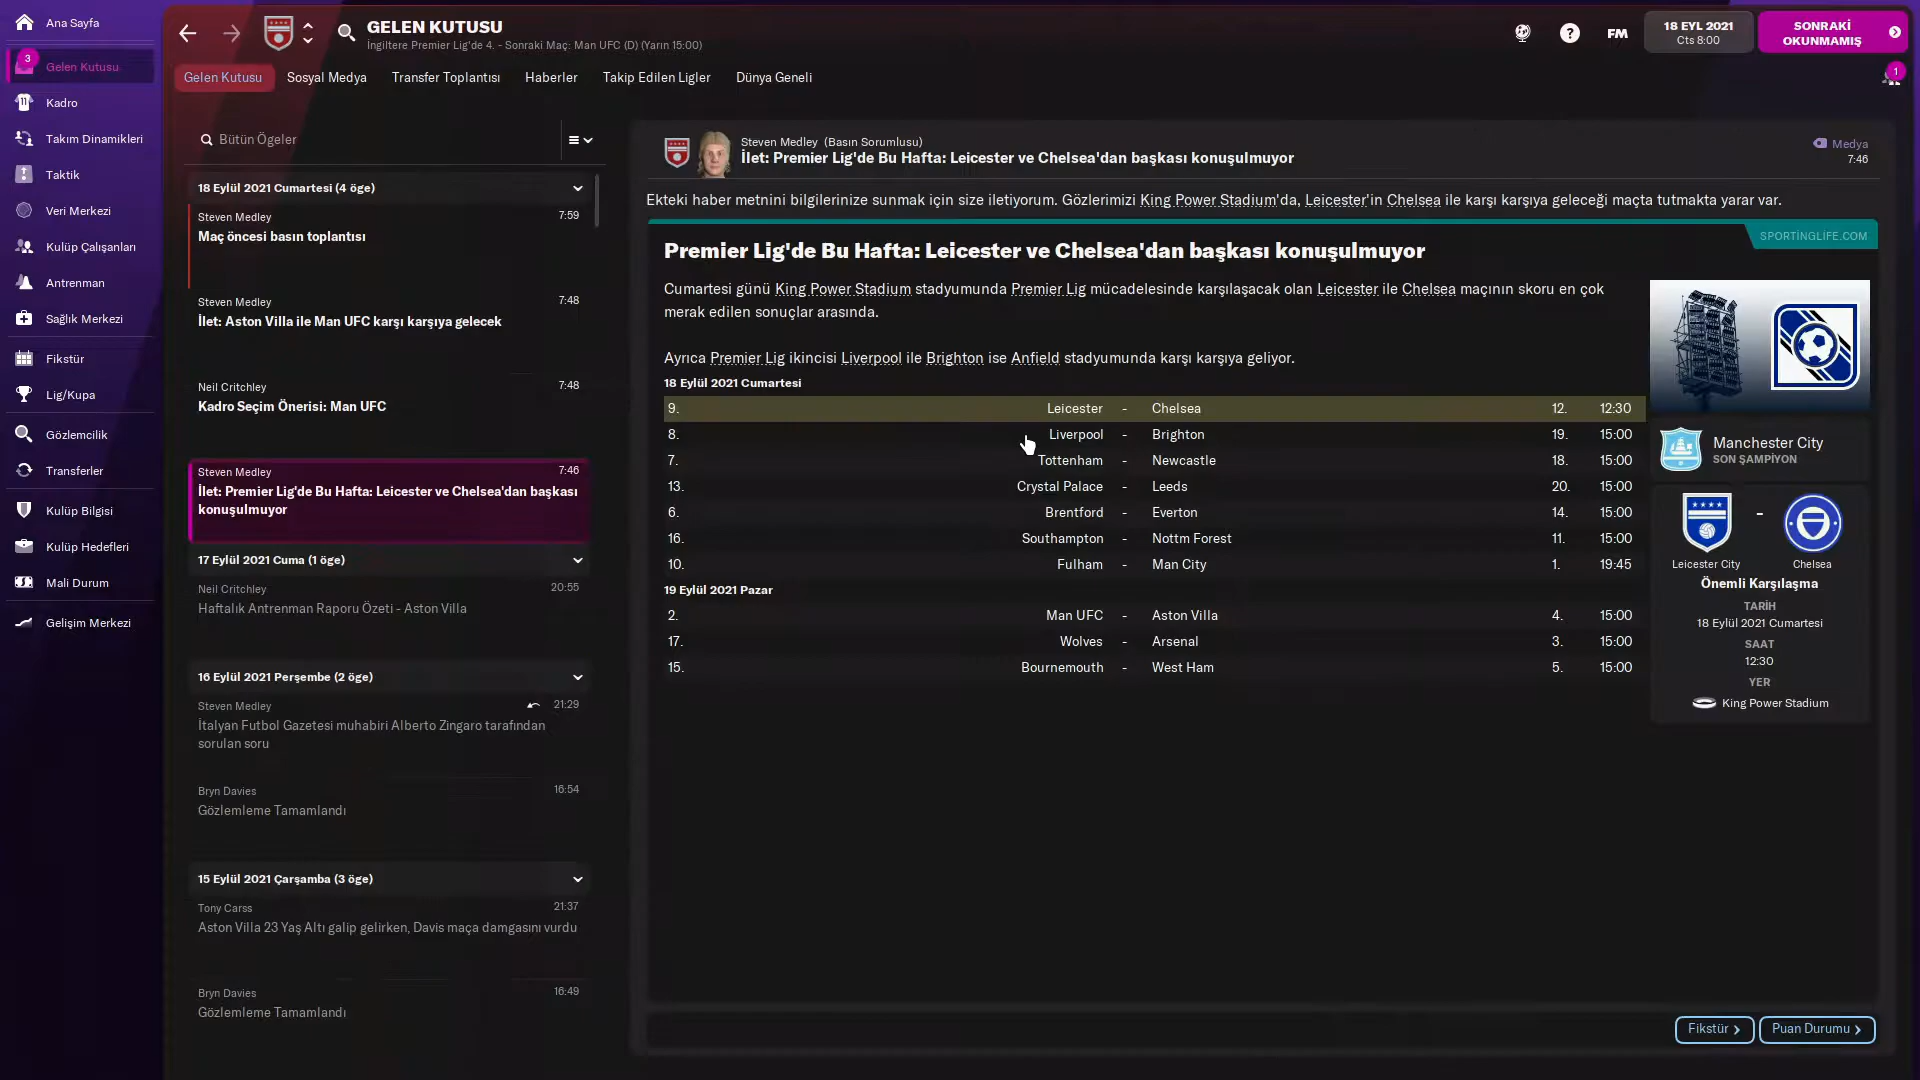 Ana Sayfa
3
Gelen Kutusu
Kadro
Takım Dinamikleri
Taktik
Veri Merkezi
Kulüp Çalışanları
Antrenman
Sağlık Merkezi
Fikstür
Lig/Kupa
Gözlemcilik
Transferler
Kulüp Bilgisi
Kulüp Hedefleri
Mali Durum
Gelişim Merkezi
GELEN KUTUSU
İngiltere Premier Lig'de 4. - Sonraki Maç: Man UFC (D) (Yarın 15:00)
? FM
18 EYL 2021
Cts 8:00
SONRAKİ
OKUNMAMIŞ
Gelen Kutusu Sosyal Medya Transfer Toplantısı Haberler Takip Edilen Ligler Dünya Geneli
1
Bütün Ögeler
18 Eylül 2021 Cumartesi (4 öge)
Steven Medley 7:59
Maç öncesi basın toplantısı
Steven Medley 7:48
İlet: Aston Villa ile Man UFC karşı karşıya gelecek
Neil Critchley 7:48
Kadro Seçim Önerisi: Man UFC
Steven Medley 7:46
İlet: Premier Lig'de Bu Hafta: Leicester ve Chelsea'dan başkası
konuşulmuyor
17 Eylül 2021 Cuma (1 öge)
Neil Critchley 20:55
Haftalık Antrenman Raporu Özeti - Aston Villa
16 Eylül 2021 Perşembe (2 öge)
Steven Medley 21:29
İtalyan Futbol Gazetesi muhabiri Alberto Zingaro tarafından
sorulan soru
Bryn Davies 16:54
Gözlemleme Tamamlandı
15 Eylül 2021 Çarşamba (3 öge)
Tony Carss 21:37
Aston Villa 23 Yaş Altı galip gelirken, Davis maça damgasını vurdu
Bryn Davies 16:49
Gözlemleme Tamamlandı
Steven Medley (Basın Sorumlusu)
İlet: Premier Lig'de Bu Hafta: Leicester ve Chelsea'dan başkası konuşulmuyor
Medya
7:46
Ekteki haber metnini bilgilerinize sunmak için size iletiyorum. Gözlerimizi King Power Stadium'da, Leicester'in Chelsea ile karşı karşıya geleceği maçta tutmakta yarar var.
SPORTINGLIFE.COM
Premier Lig'de Bu Hafta: Leicester ve Chelsea'dan başkası konuşulmuyor
Cumartesi günü King Power Stadium stadyumunda Premier Lig mücadelesinde karşılaşacak olan Leicester ile Chelsea maçının skoru en çok
merak edilen sonuçlar arasında.
Ayrıca Premier Lig ikincisi Liverpool ile Brighton ise Anfield stadyumunda karşı karşıya geliyor.
18 Eylül 2021 Cumartesi
9. Leicester - Chelsea 12. 12:30
8. Liverpool - Brighton 19. 15:00
7. Tottenham - Newcastle 18. 15:00
13. Crystal Palace - Leeds 20. 15:00
6. Brentford - Everton 14. 15:00
16. Southampton - Nottm Forest 11. 15:00
10. Fulham - Man City 1. 19:45
19 Eylül 2021 Pazar
2. Man UFC - Aston Villa 4. 15:00
17. Wolves - Arsenal 3. 15:00
15. Bournemouth - West Ham 5. 15:00
Manchester City
SON ŞAMPİYON
-
Leicester City Chelsea
Önemli Karşılaşma
TARİH
18 Eylül 2021 Cumartesi
SAAT
12:30
YER
King Power Stadium
Fikstür Puan Durumu